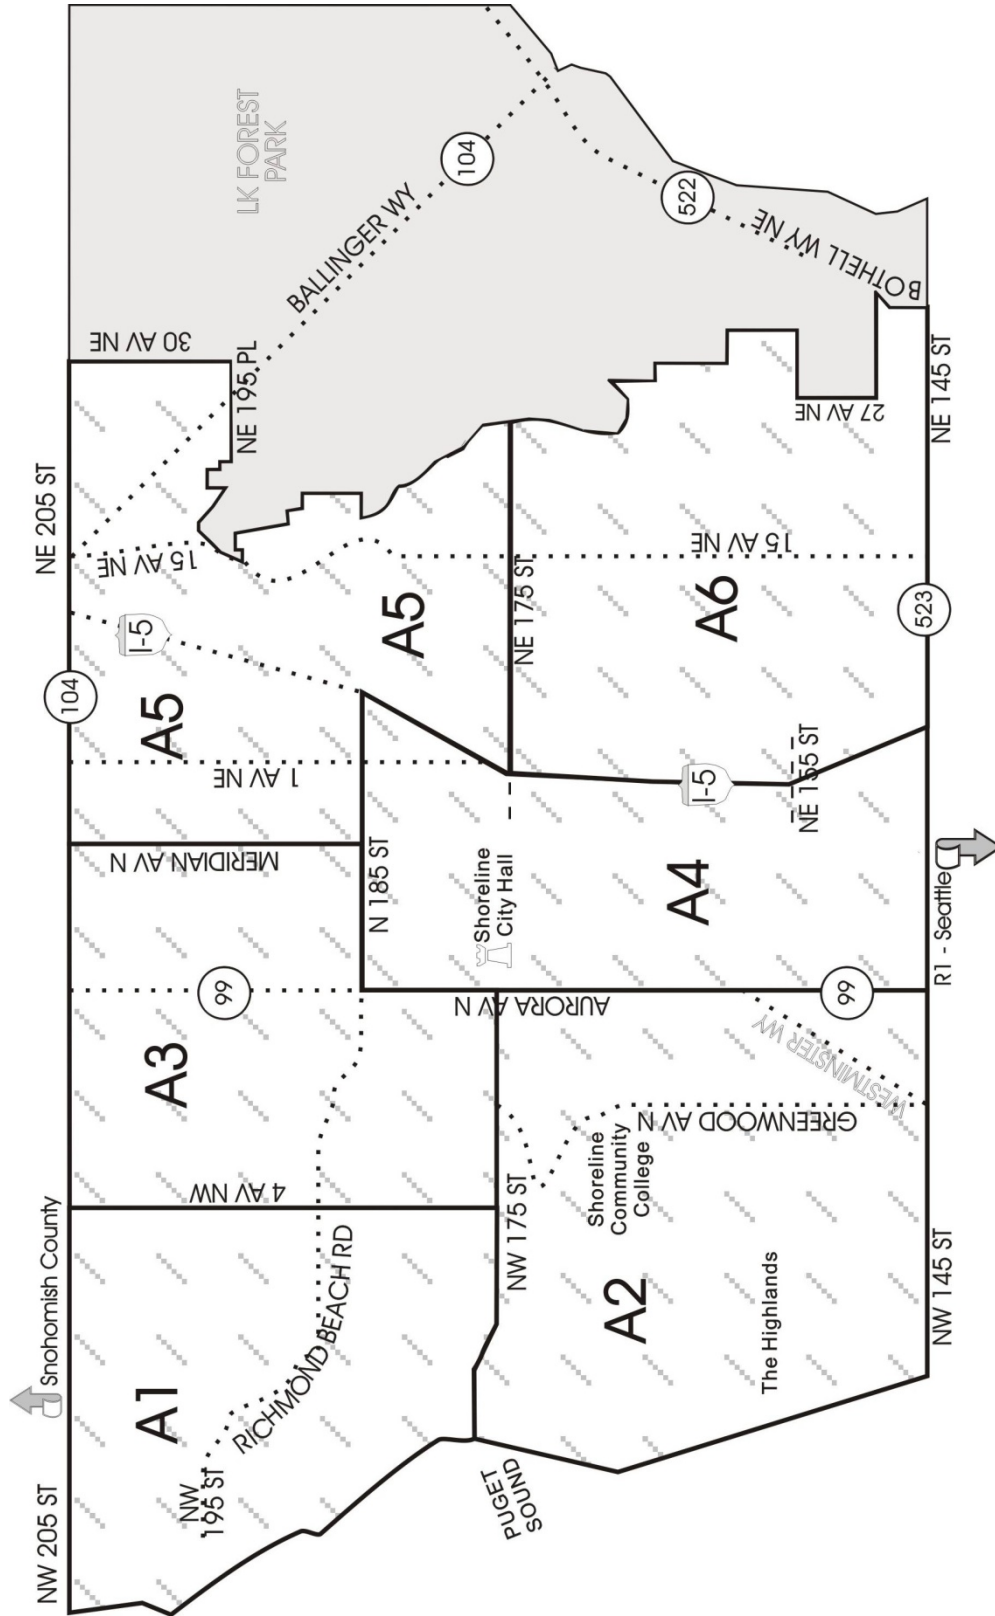 Snohomish County
NW 205 ST
104
NE 205 ST
I-5
A1
A3
A5
30 AV NE
15 AV NE
1 AV NE
MERIDIAN AV N
4 AV NW
99
NW
195 ST
RICHMOND BEACH RD
NE 195 PL
LK FOREST
PARK
BALLINGER WY
104
N 185 ST
A5
PUGET
SOUND
NW 175 ST
AURORA AV N
Shoreline
City Hall
NE 175 ST
A2
Shoreline
Community
College
GREENWOOD AV N
A4
I-5
A6
15 AV NE
522
BOTHELL WY NE
The Highlands
WESTMINSTER WY
99
NE 155 ST
27 AV NE
NW 145 ST
R1 - Seattle
523
NE 145 ST